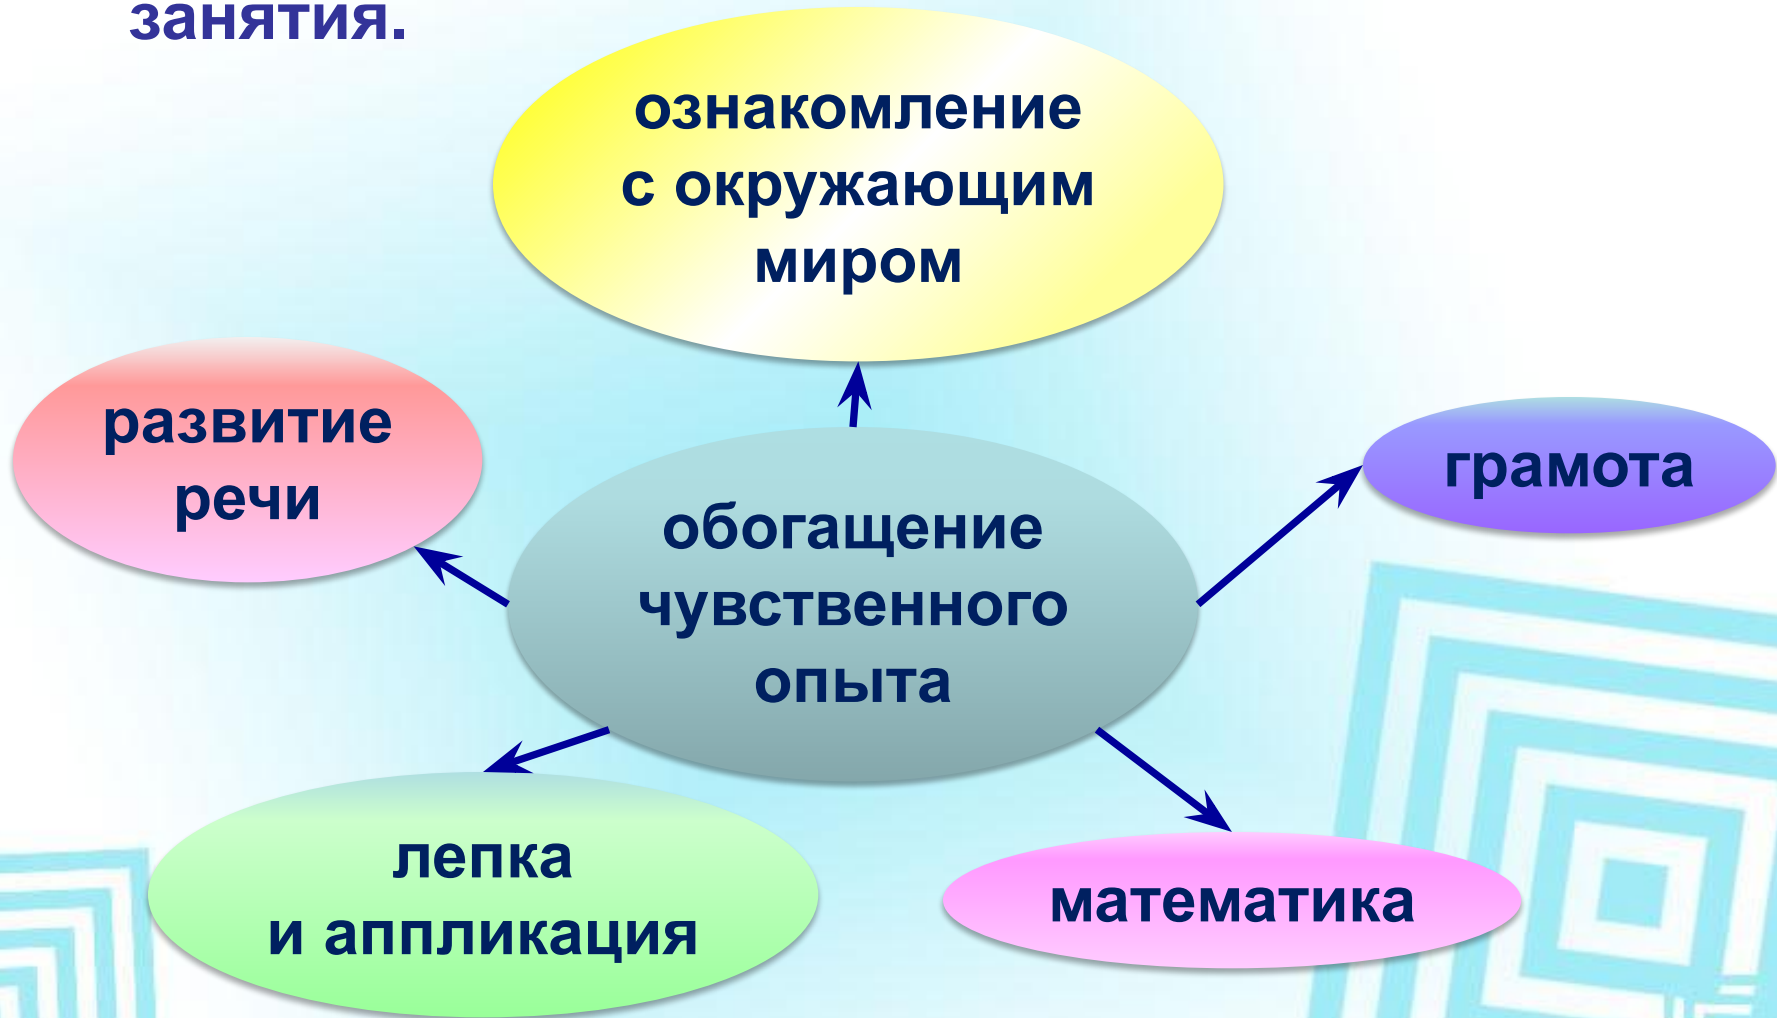 занятия.
ознакомление
с окружающим
миром
развитие
речи
грамота
обогащение
чувственного
опыта
лепка
и аппликация
математика